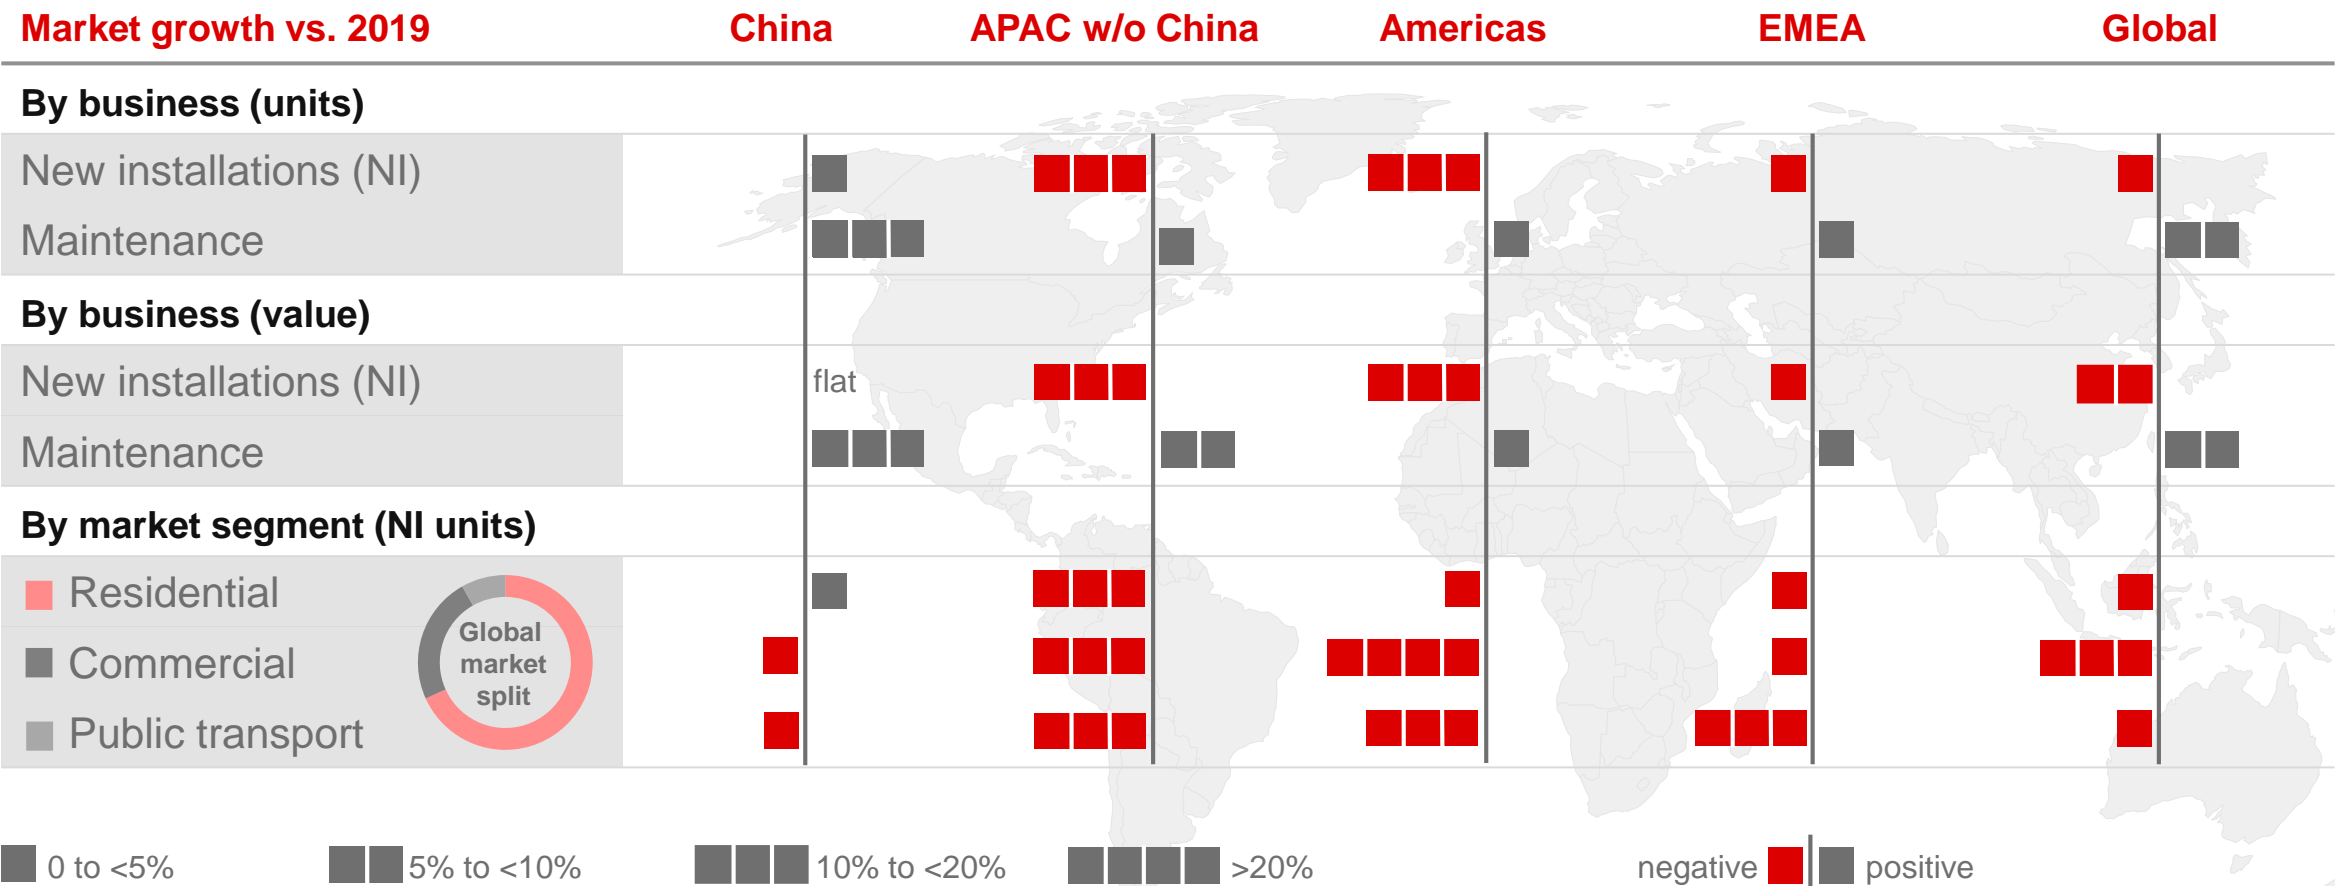 Market growth vs. 2019 China APAC w/o China Americas EMEA Global
By business (units)
New installations (NI)
Maintenance
By business (value)
New installations (NI) flat
Maintenance
By market segment (NI units)
Residential
Commercial
Public transport
Global
market
split
0 to <5% 5% to <10% 10% to <20% >20% negative positive